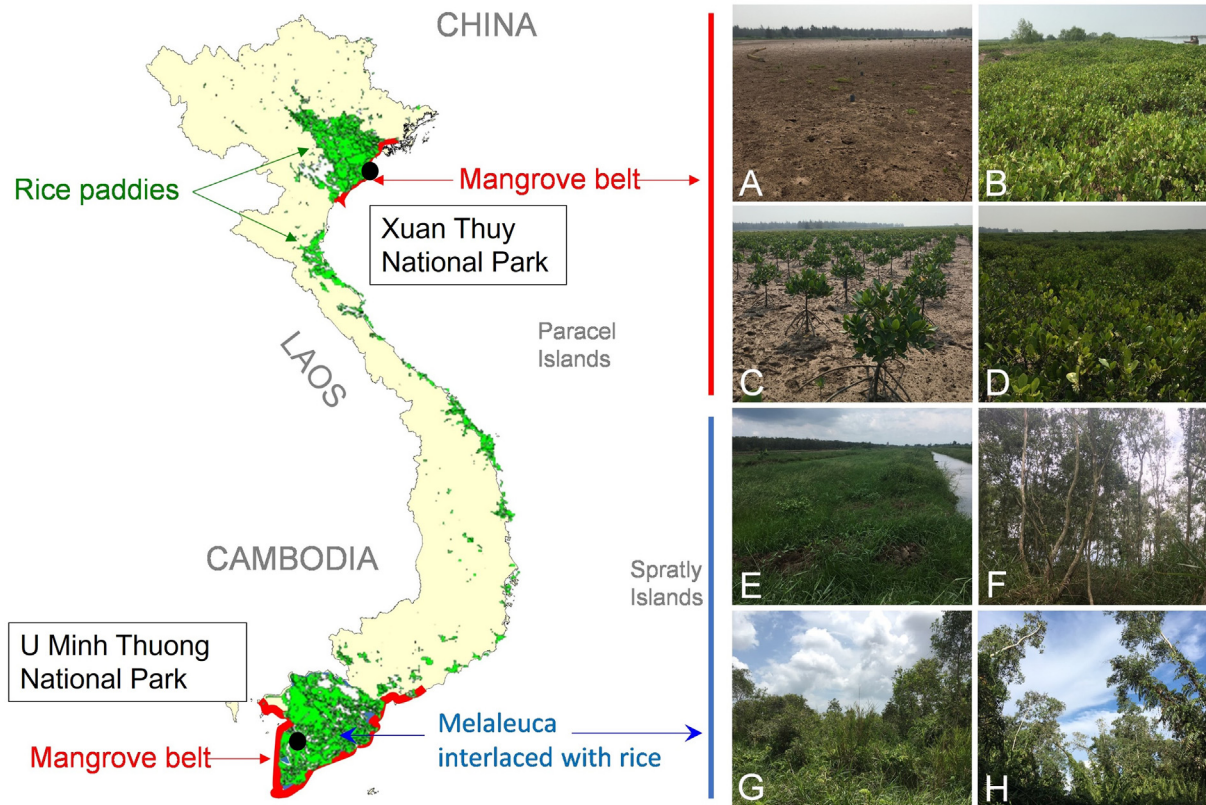 CHINA
Rice paddies
Mangrove belt
Xuan Thuy
National Park
LAOS
Paracel
Islands
CAMBODIA
Spratly
Islands
U Minh Thuong
National Park
Mangrove belt
Melaleuca
interlaced with rice
A
B
C
D
E
F
G
H